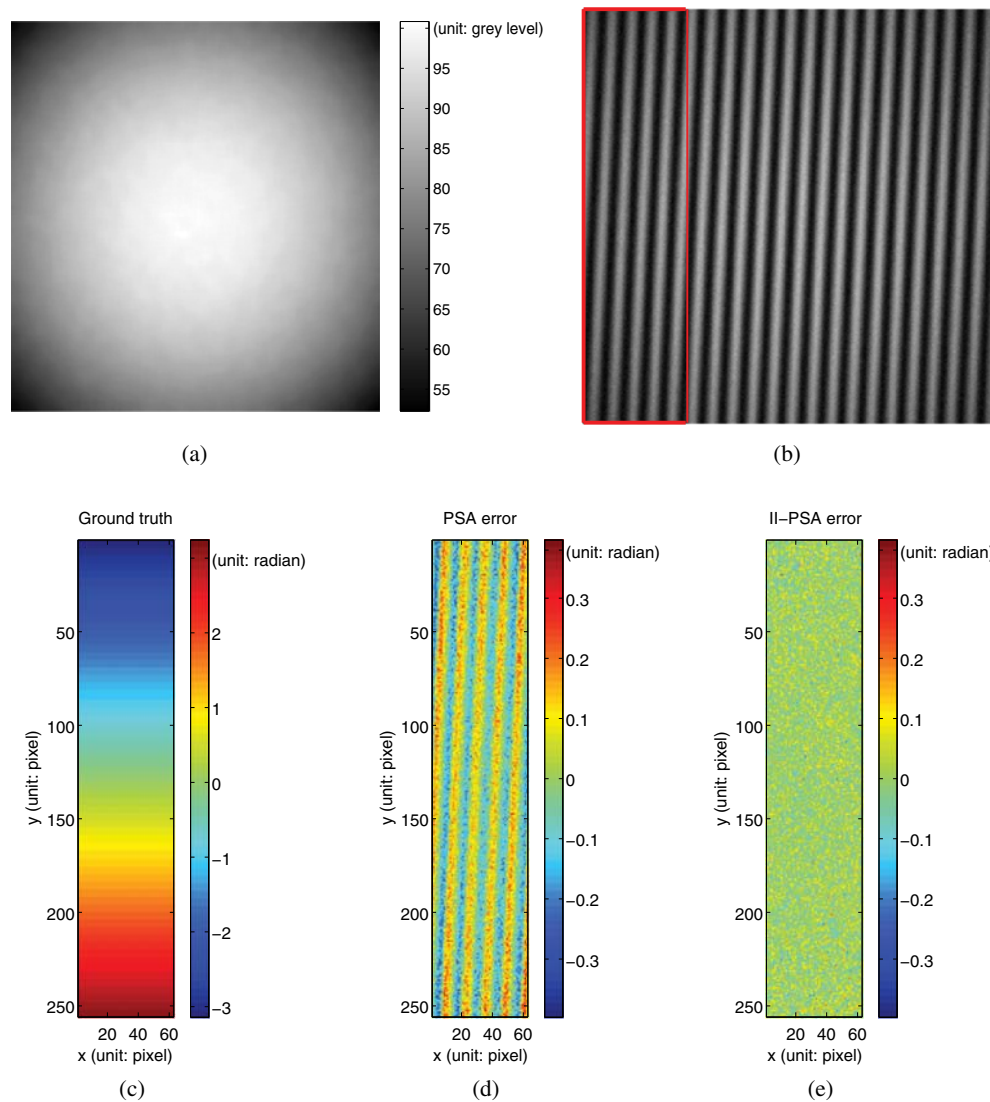 (unit: grey level)
95
90
85
80
75
70
65
60
55
(a)
(b)
Ground truth
(unit: radian)
2
1
0
−1
−2
−3
50
100
150
200
250
y (unit: pixel)
20 40 60
x (unit: pixel)
(c)
PSA error
(unit: radian)
0.3
0.2
0.1
0
−0.1
−0.2
−0.3
50
100
150
200
250
y (unit: pixel)
20 40 60
x (unit: pixel)
(d)
II−PSA error
(unit: radian)
0.3
0.2
0.1
0
−0.1
−0.2
−0.3
50
100
150
200
250
y (unit: pixel)
20 40 60
x (unit: pixel)
(e)